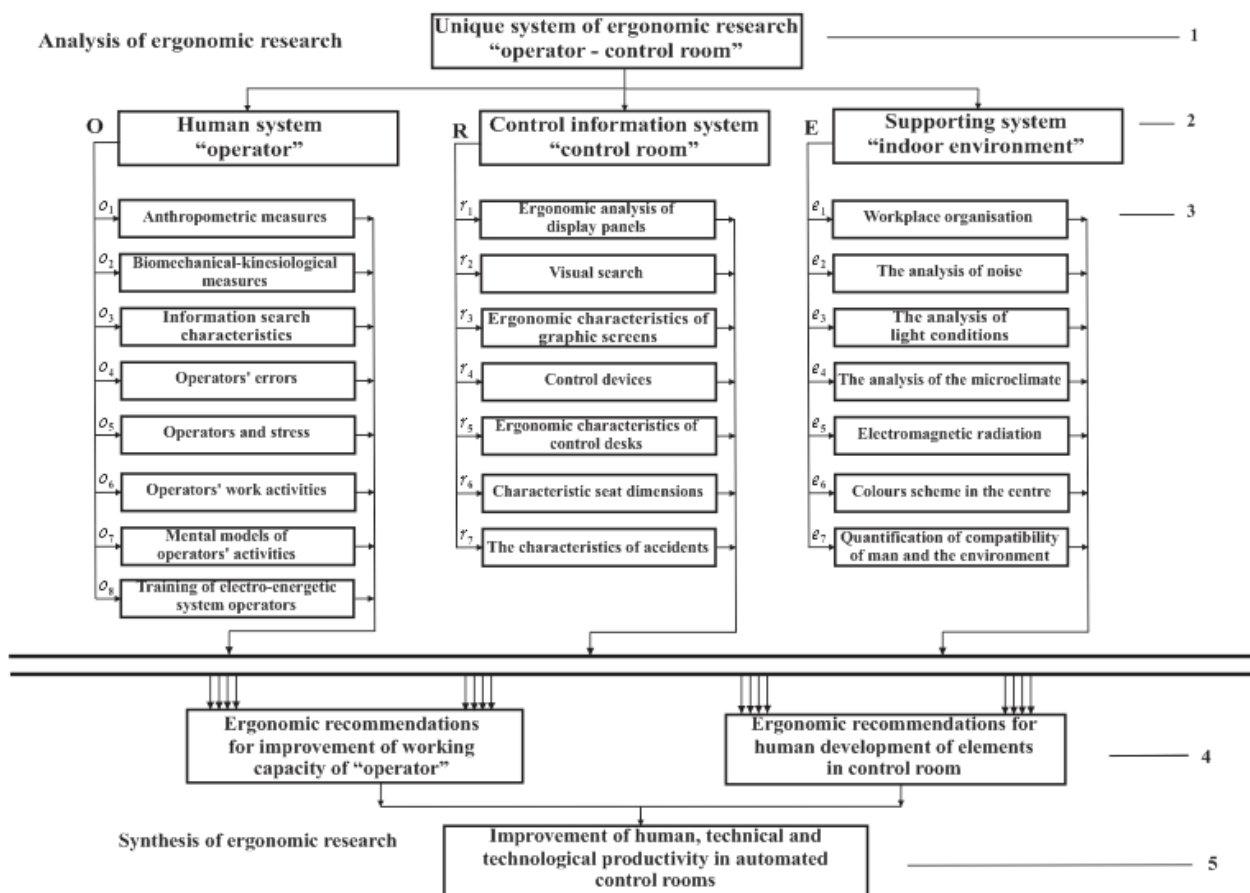 Analysis of ergonomic research
Unique system of ergonomic research
“operator - control room”
1
O
Human system
“operator”
R
Control information system
“control room”
E
Supporting system
“indoor environment”
2
o1
Anthropometric measures
o2
Biomechanical-kinesiological
measures
o3
Information search
characteristics
o4
Operators' errors
o5
Operators and stress
o6
Operators' work activities
o7
Mental models of
operators' activities
o8
Training of electro-energetic
system operators
r1
Ergonomic analysis of
display panels
r2
Visual search
r3
Ergonomic characteristics of
graphic screens
r4
Control devices
r5
Ergonomic characteristics of
control desks
r6
Characteristic seat dimensions
r7
The characteristics of accidents
e1
Workplace organisation
e2
The analysis of noise
e3
The analysis of
light conditions
e4
The analysis of the microclimate
e5
Electromagnetic radiation
e6
Colours scheme in the centre
e7
Quantification of compatibility
of man and the environment
3
Ergonomic recommendations
for improvement of working
capacity of “operator”
Ergonomic recommendations for
human development of elements
in control room
4
Synthesis of ergonomic research
Improvement of human, technical and
technological productivity in automated
control rooms
5